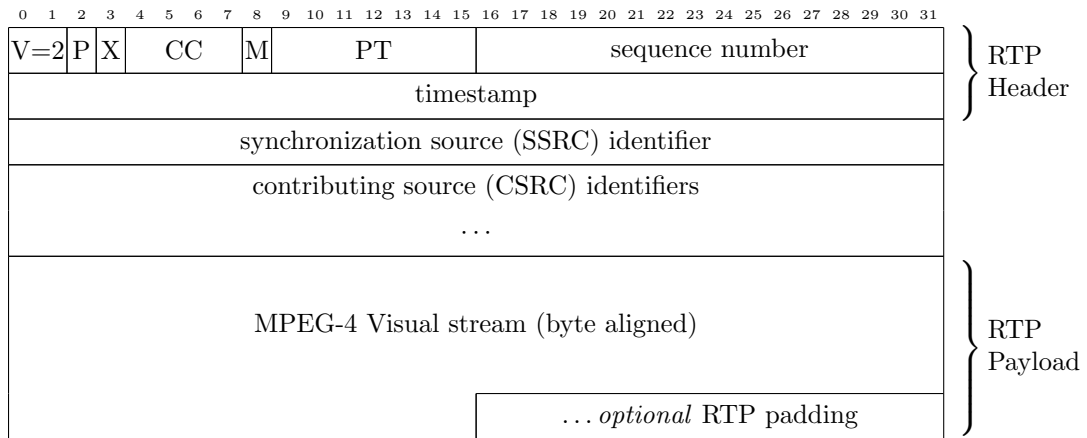 0 1 2 3 4 5 6 7 8 9 10 11 12 13 14 15 16 17 18 19 20 21 22 23 24 25 26 27 28 29 30 31
V=2 P X CC M PT sequence number
RTP
Header
timestamp
synchronization source (SSRC) identifier
contributing source (CSRC) identifiers
...
MPEG-4 Visual stream (byte aligned)
RTP
Payload
... optional RTP padding